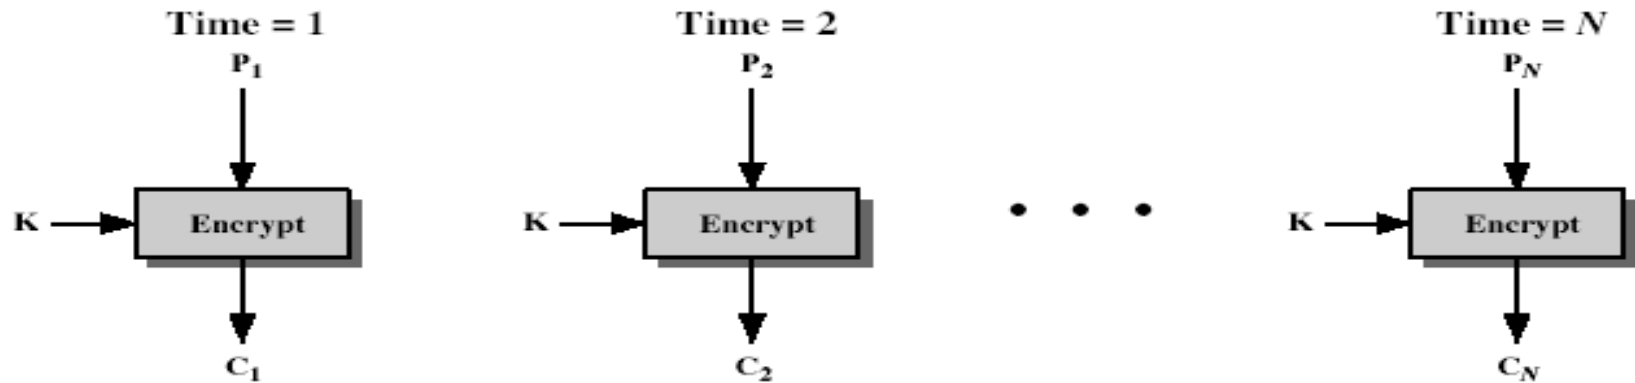 Time = 1 Time = 2 Time = N
P1 P2 PN
K Encrypt K Encrypt K Encrypt
C1 C2 CN